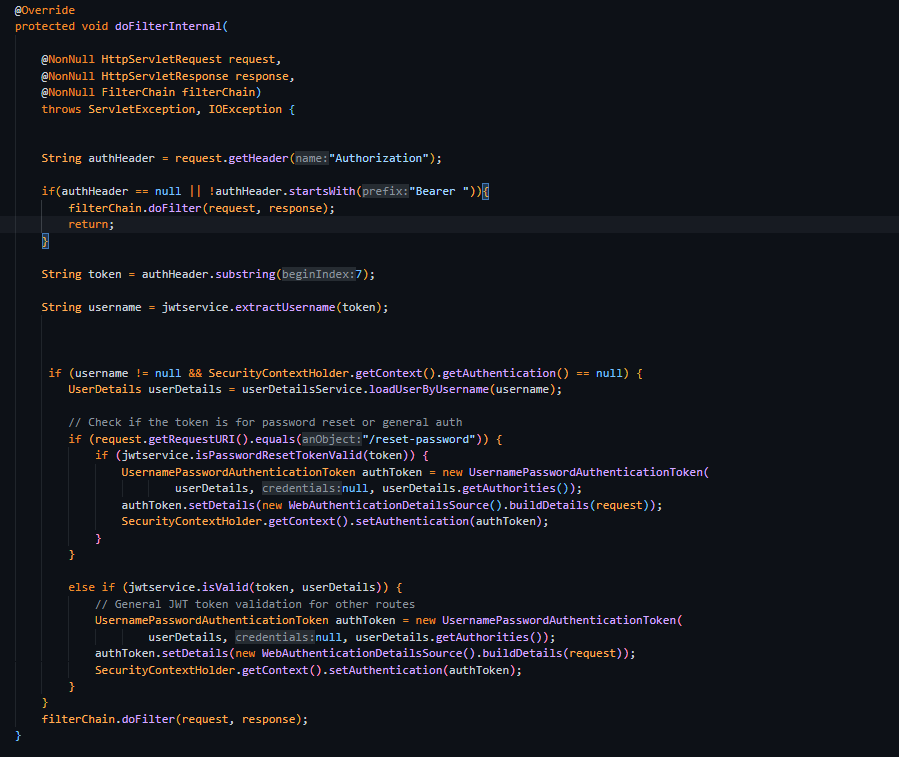 @Override
protected void doFilterInternal(
@NonNull HttpServletRequest request,
@NonNull HttpServletResponse response,
@NonNull FilterChain filterChain)
throws ServletException, IOException {
String authHeader = request.getHeader(name:"Authorization");
if(authHeader == null || !authHeader.startsWith(prefix:"Bearer ")){
filterChain.doFilter(request, response);
return;
}
String token = authHeader.substring(beginIndex:7);
String username = jwtservice.extractUsername(token);
if (username != null && SecurityContextHolder.getContext().getAuthentication() == null) {
UserDetails userDetails = userDetailsService.loadUserByUsername(username);
// Check if the token is for password reset or general auth
if (request.getRequestURI().equals(anObject:"/reset-password")) {
if (jwtservice.isPasswordResetTokenValid(token)) {
UsernamePasswordAuthenticationToken authToken = new UsernamePasswordAuthenticationToken(
userDetails, credentials:null, userDetails.getAuthorities());
authToken.setDetails(new WebAuthenticationDetailsSource().buildDetails(request));
SecurityContextHolder.getContext().setAuthentication(authToken);
}
}
else if (jwtservice.isValid(token, userDetails)) {
// General JWT token validation for other routes
UsernamePasswordAuthenticationToken authToken = new UsernamePasswordAuthenticationToken(
userDetails, credentials:null, userDetails.getAuthorities());
authToken.setDetails(new WebAuthenticationDetailsSource().buildDetails(request));
SecurityContextHolder.getContext().setAuthentication(authToken);
}
}
filterChain.doFilter(request, response);
}